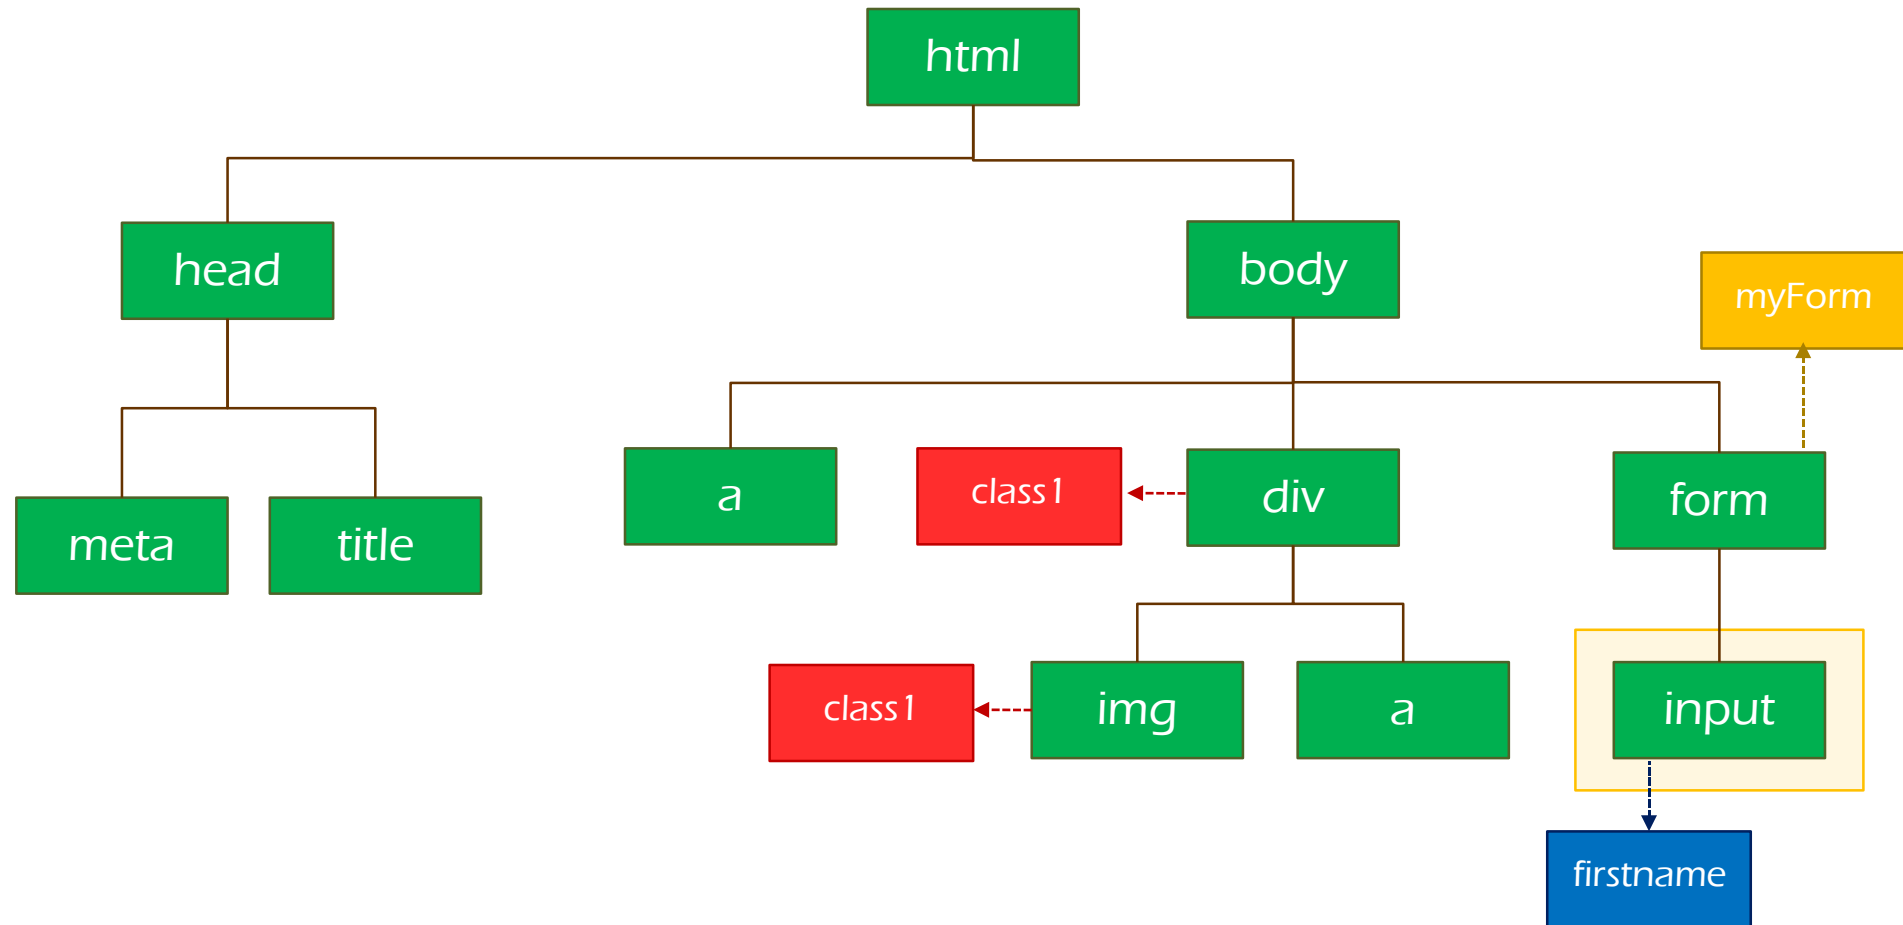 html
head
body
myForm
a
class1
div
form
meta
title
class1
img
a
input
firstname